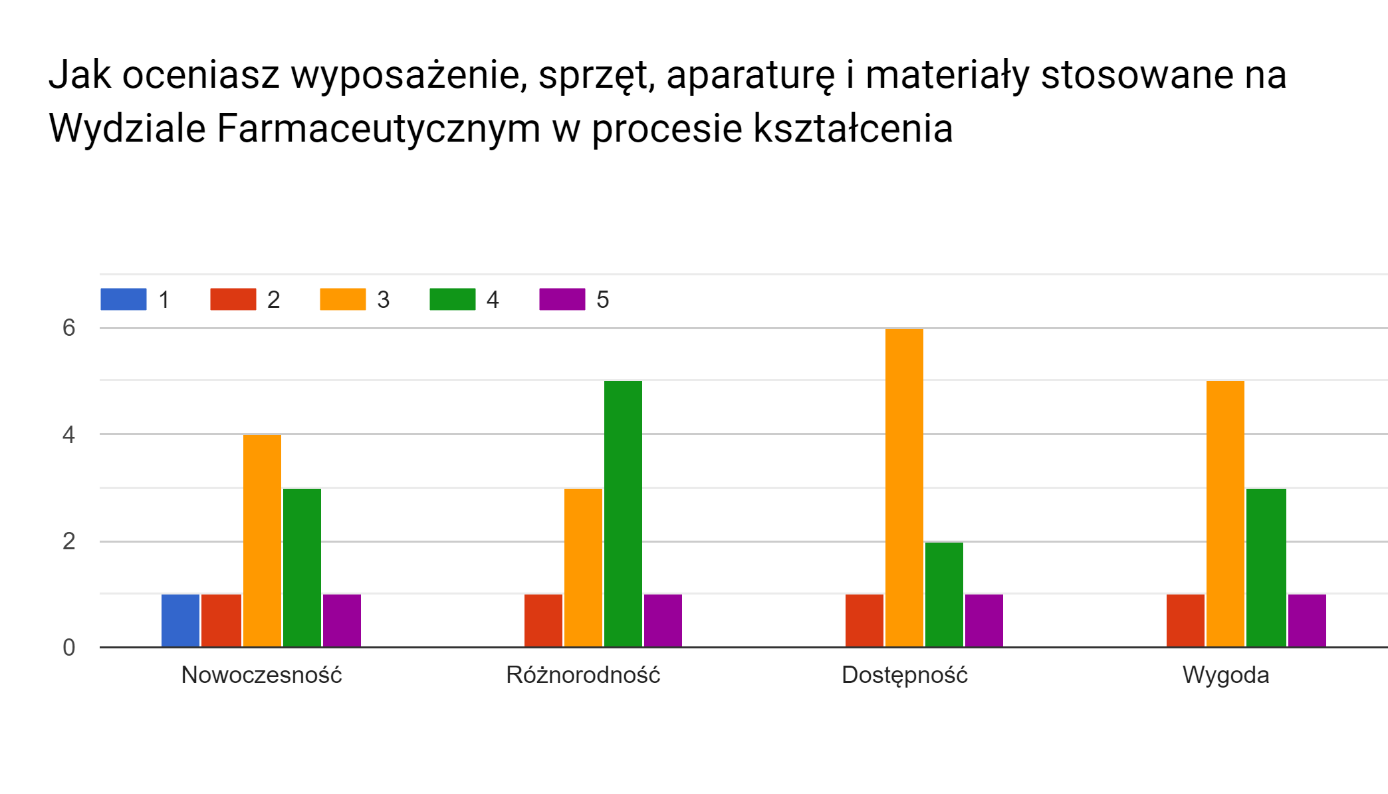 Jak oceniasz wyposażenie, sprzęt, aparaturę i materiały stosowane na
Wydziale Farmaceutycznym w procesie kształcenia
1 2 3 4 5
6
4
2
0
Nowoczesność Różnorodność Dostępność Wygoda